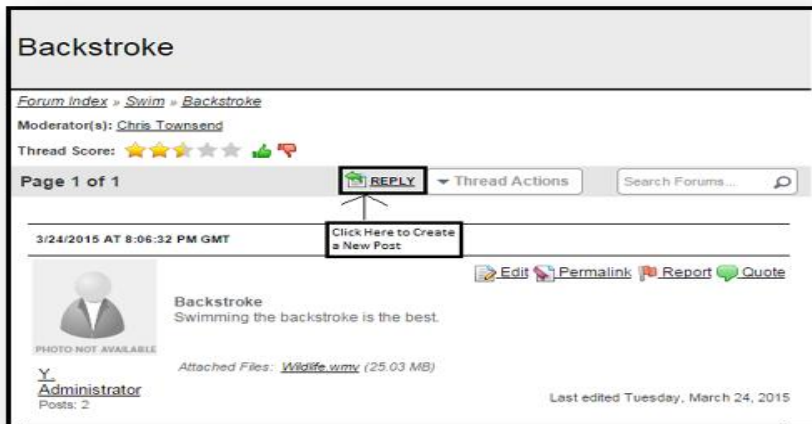 Backstroke
Forum Index » Swim » Backstroke
Moderator(s): Chris Townsend
Thread Score:
Page 1 of 1
REPLY
Thread Actions
Search Forums...
Click Here to Create
a New Post
3/24/2015 AT 8:06:32 PM GMT
Edit Permalink Report Quote
Backstroke
Swimming the backstroke is the best.
PHOTO NOT AVAILABLE
Attached Files: Wildlife.wmv (25.03 MB)
Y.
Administrator
Posts: 2
Last edited Tuesday, March 24, 2015